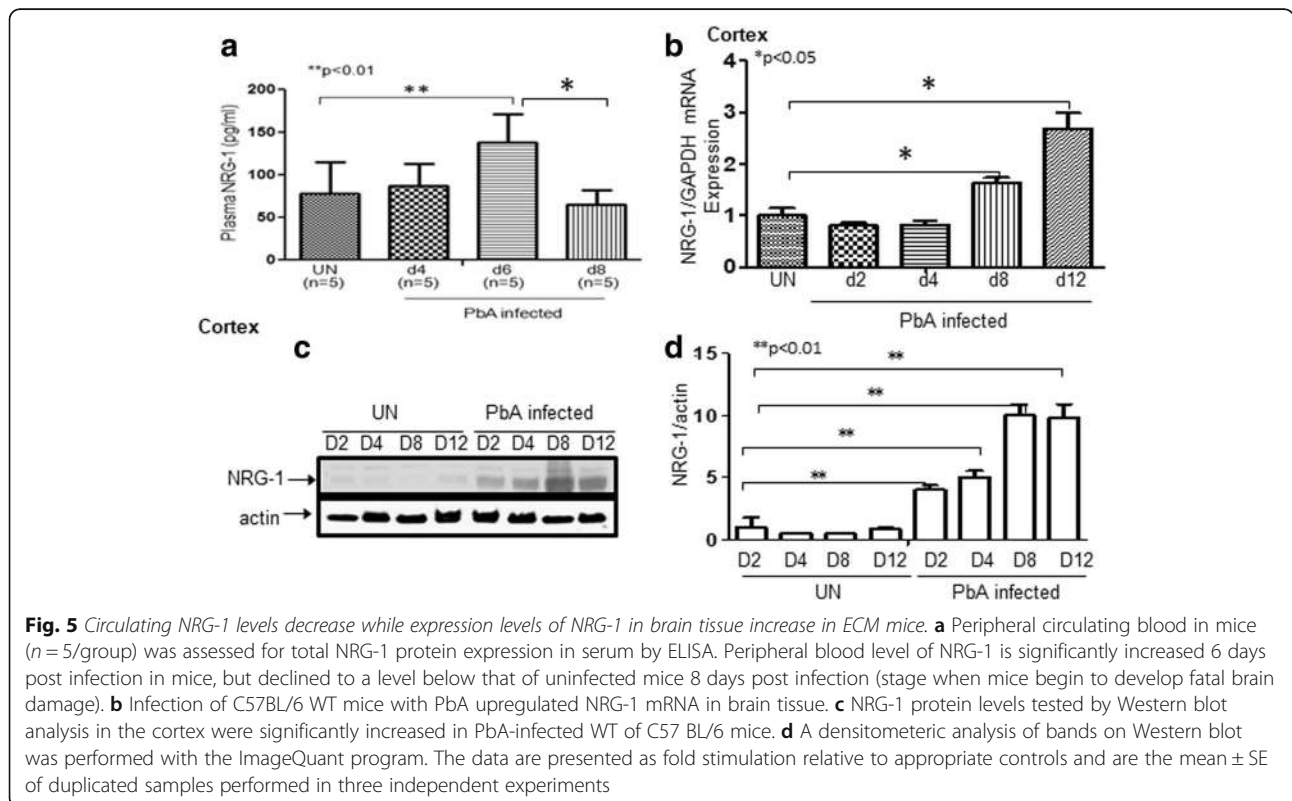 a
**p<0.01
** *
Plasma NRG-1 (pg/ml)
200
150
100
50
0
UN d4 d6 d8
(n=5) (n=5) (n=5) (n=5)
PbA infected
b Cortex
*p<0.05
*
*
NRG-1/GAPDH mRNA
Expression
4
3
2
1
0
UN d2 d4 d8 d12
PbA infected
Cortex
c
UN PbA infected
D2 D4 D8 D12 D2 D4 D8 D12
NRG-1
actin
d
**p<0.01
**
**
**
**
NRG-1/actin
15
10
5
0
D2 D4 D8 D12 D2 D4 D8 D12
UN PbA infected
Fig. 5 Circulating NRG-1 levels decrease while expression levels of NRG-1 in brain tissue increase in ECM mice. a Peripheral circulating blood in mice
(n = 5/group) was assessed for total NRG-1 protein expression in serum by ELISA. Peripheral blood level of NRG-1 is significantly increased 6 days
post infection in mice, but declined to a level below that of uninfected mice 8 days post infection (stage when mice begin to develop fatal brain
damage). b Infection of C57BL/6 WT mice with PbA upregulated NRG-1 mRNA in brain tissue. c NRG-1 protein levels tested by Western blot
analysis in the cortex were significantly increased in PbA-infected WT of C57 BL/6 mice. d A densitometeric analysis of bands on Western blot
was performed with the ImageQuant program. The data are presented as fold stimulation relative to appropriate controls and are the mean ± SE
of duplicated samples performed in three independent experiments